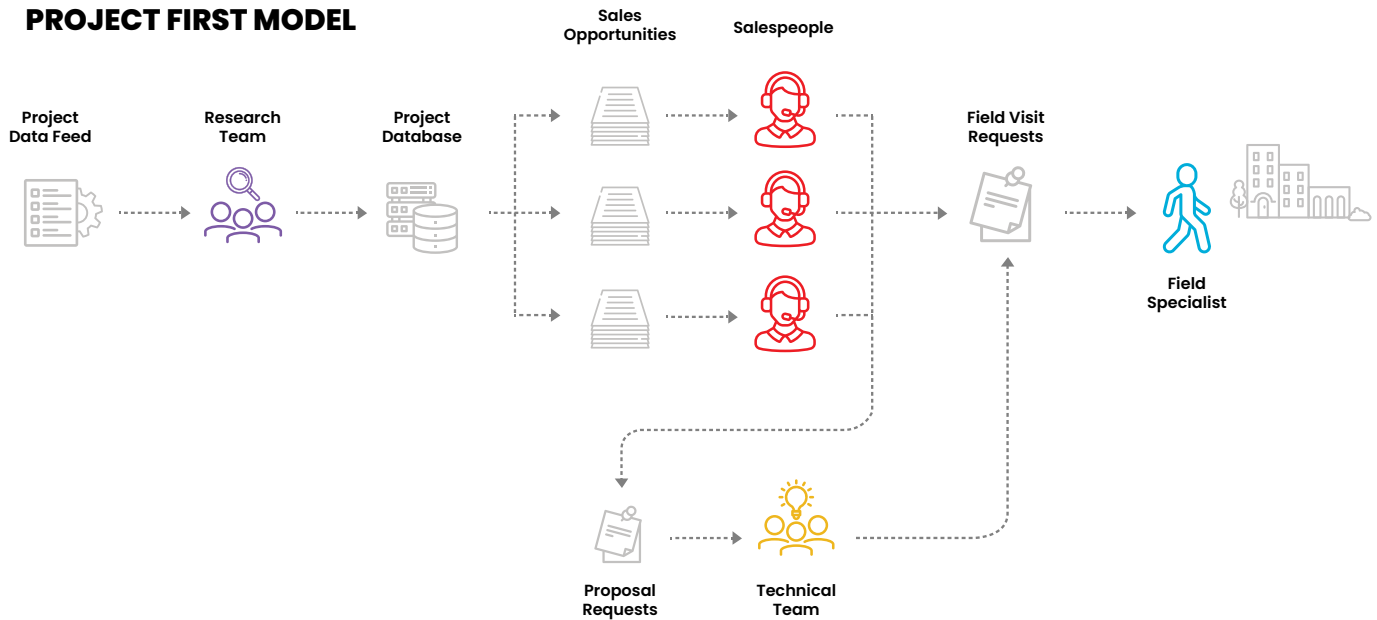 PROJECT FIRST MODEL
Sales
Opportunities
Salespeople
Project
Data Feed
Research
Team
Project
Database
Field Visit
Requests
Field
Specialist
Proposal
Requests
Technical
Team